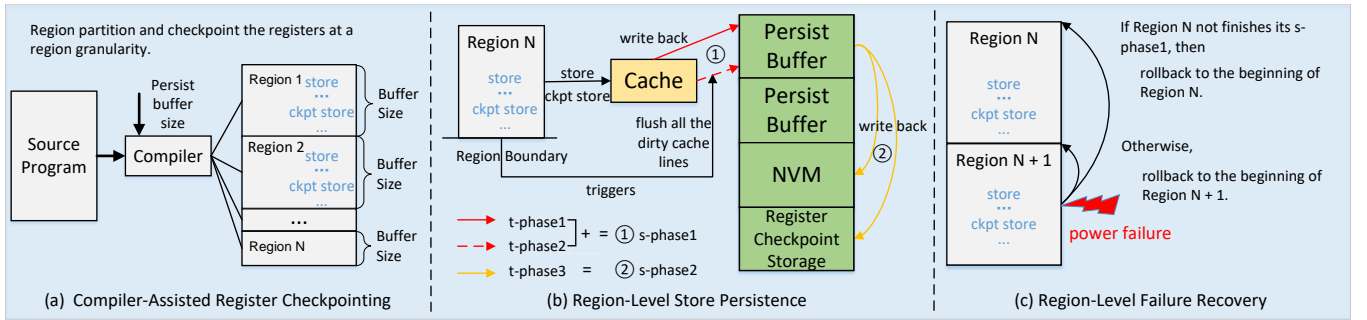 Region partition and checkpoint the registers at a
region granularity.
Source
Program
Persist
buffer
size
Compiler
Region 1
store
...
ckpt store
...
Buffer
Size
Region 2
store
...
ckpt store
...
Buffer
Size
...
Region N
Buffer
Size
(a) Compiler-Assisted Register Checkpointing
Region N
store
...
ckpt store
...
store
ckpt store
Cache
write back
①
flush all the
dirty cache
lines
Region Boundary
triggers
Persist
Buffer
Persist
Buffer
NVM
Register
Checkpoint
Storage
write back
②
t-phase1
t-phase2
+ = ① s-phase1
t-phase3 = ② s-phase2
(b) Region-Level Store Persistence
Region N
store
...
ckpt store
...
Region N + 1
store
...
ckpt store
...
If Region N not finishes its s-
phase1, then
rollback to the beginning of
Region N.
Otherwise,
rollback to the beginning of
Region N + 1.
power failure
(c) Region-Level Failure Recovery